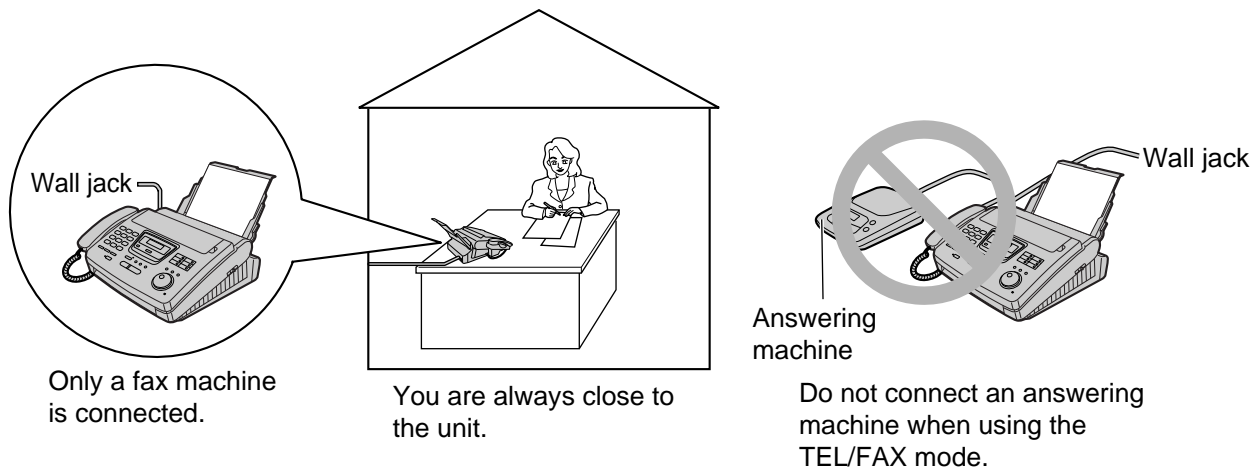 Wall jack
Only a fax machine
is connected.
You are always close to
the unit.
Wall jack
Answering
machine
Do not connect an answering
machine when using the
TEL/FAX mode.